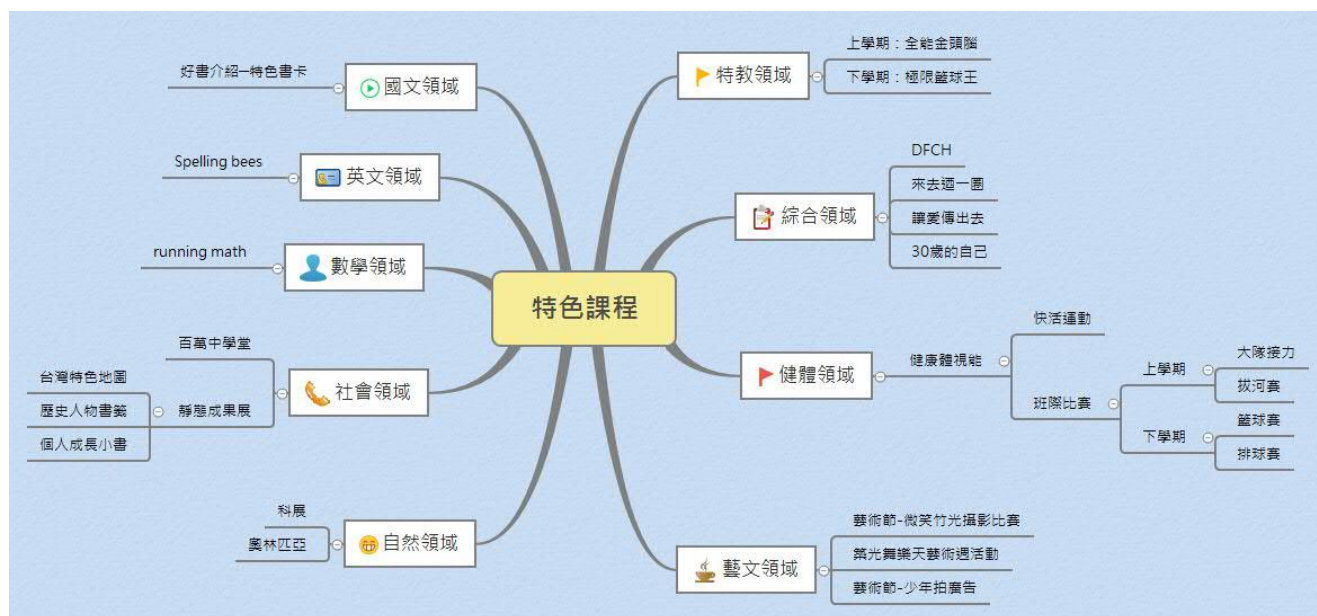 特色課程
國文領域
好書介紹─特色書卡
英文領域
Spelling bees
數學領域
running math
社會領域
百萬中學堂
靜態成果展
台灣特色地圖
歷史人物書籤
個人成長小書
自然領域
科展
奧林匹亞
特教領域
上學期：全能金頭腦
下學期：極限籃球王
綜合領域
DFCH
來去迺一圈
讓愛傳出去
30歲的自己
健體領域
健康體視能
快活運動
班際比賽
上學期
大隊接力
拔河賽
下學期
籃球賽
排球賽
藝文領域
藝術節-微笑竹光攝影比賽
築光舞樂天藝術週活動
藝術節-少年拍廣告